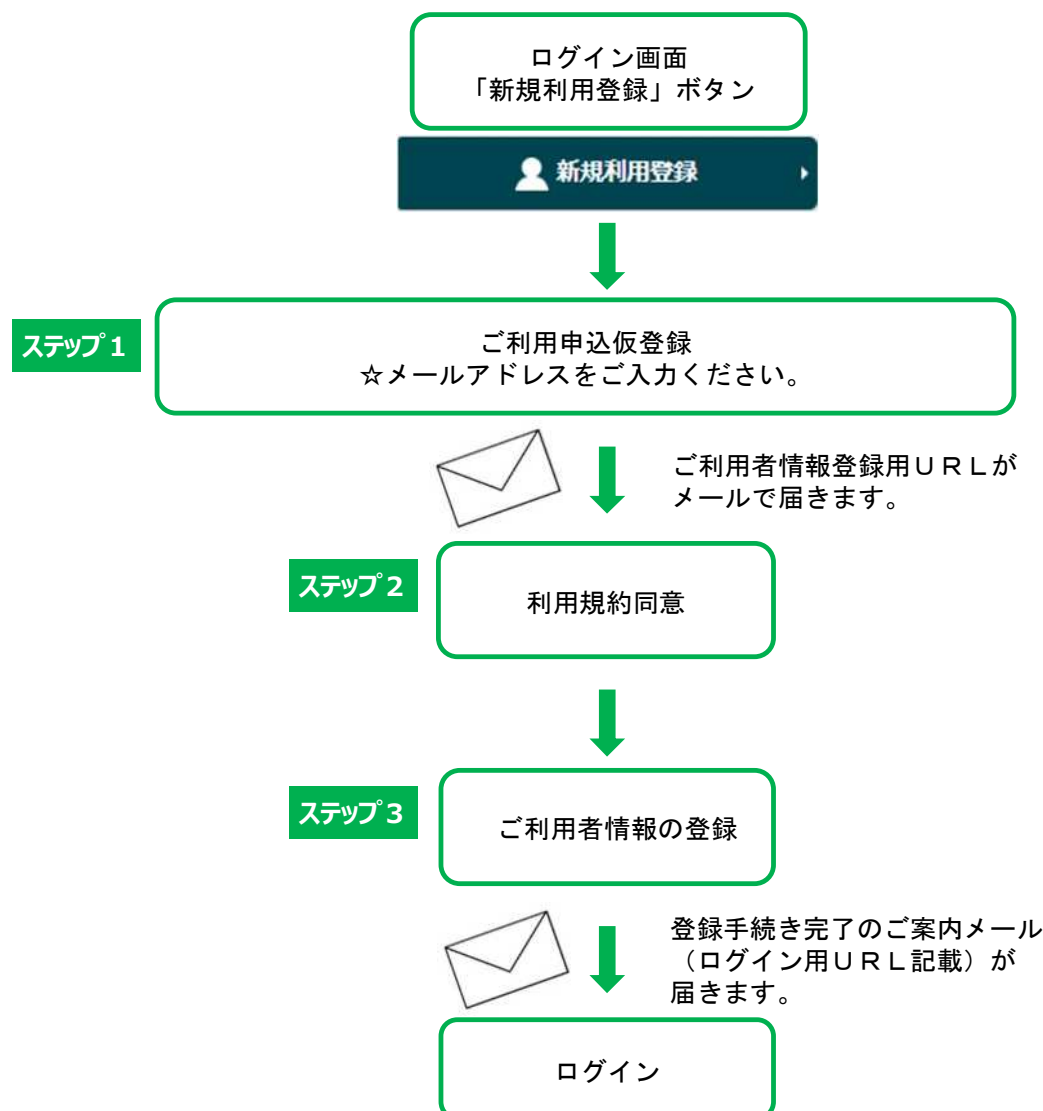 ログイン画面
「新規利用登録」ボタン
新規利用登録
ステップ１
ご利用申込仮登録
☆メールアドレスをご入力ください。
ご利用者情報登録用ＵＲＬが
メールで届きます。
ステップ２
利用規約同意
ステップ３
ご利用者情報の登録
登録手続き完了のご案内メール
（ログイン用ＵＲＬ記載）が
届きます。
ログイン